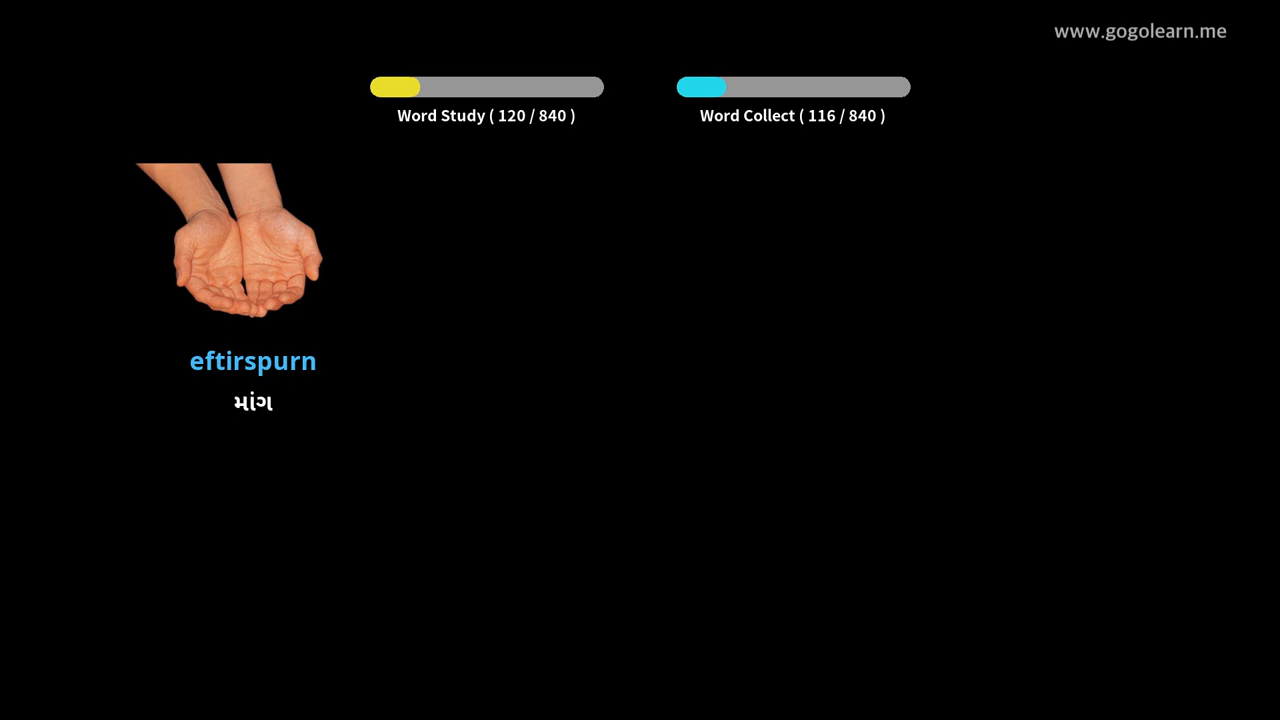 www.gogolearn.me
Word Study ( 120 / 840 )
Word Collect ( 116 / 840 )
eftirspurn
માંગ